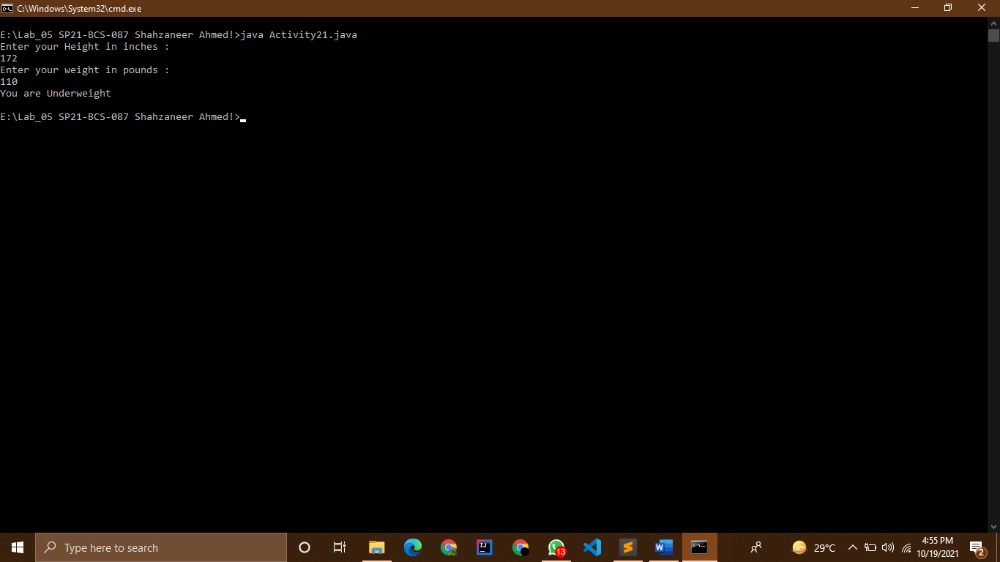 C:\Windows\System32\cmd.exe
E:\Lab_05 SP21-BCS-087 Shahzaneer Ahmed!>java Activity21.java
Enter your Height in inches :
172
Enter your weight in pounds :
110
You are Underweight
E:\Lab_05 SP21-BCS-087 Shahzaneer Ahmed!>
Type here to search
13
29°C
4:55 PM
10/19/2021
2